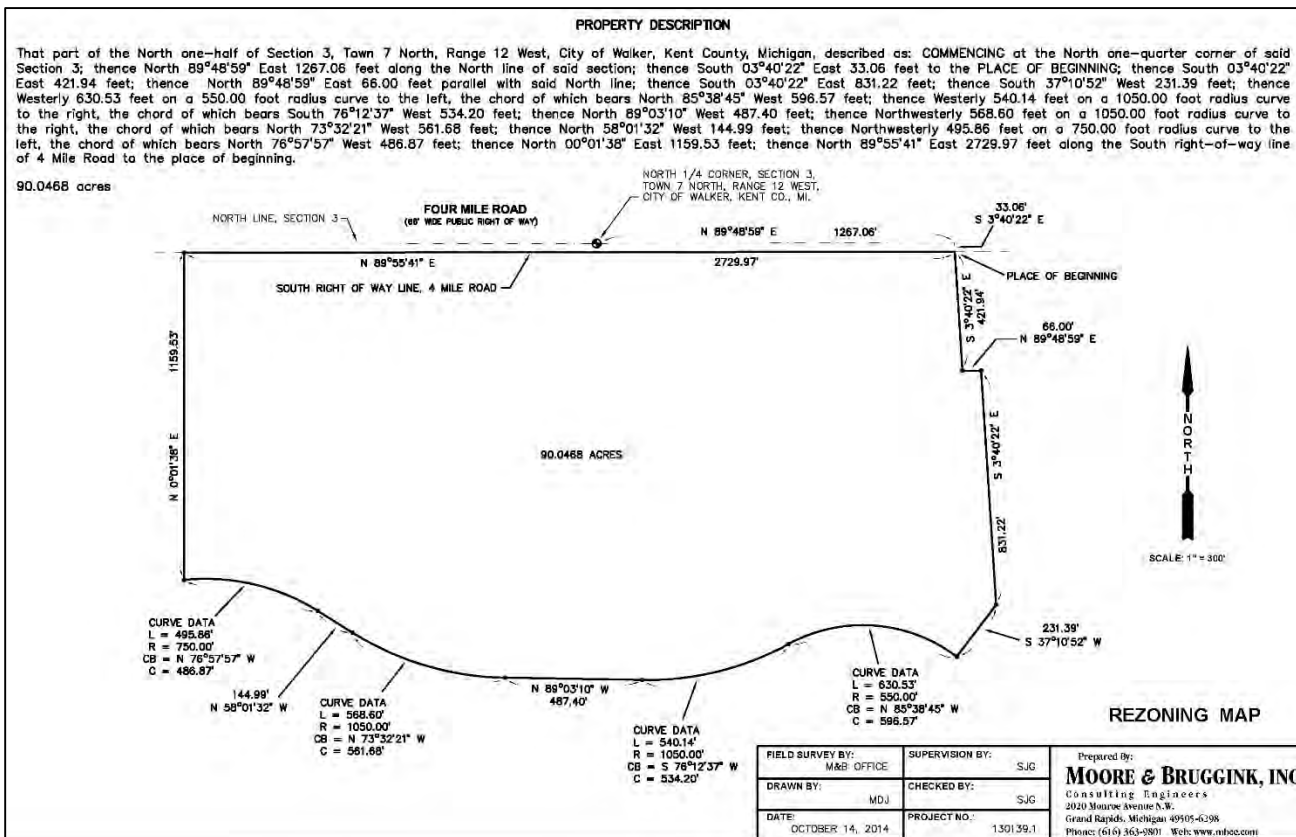 PROPERTY DESCRIPTION
That part of the North one-half of Section 3, Town 7 North, Range 12 West, City of Walker, Kent County, Michigan, described as: COMMENCING at the North one-quarter corner of said
Section 3; thence North 89°48'59" East 1267.06 feet along the North line of said section; thence South 03°40'22" East 33.06 feet to the PLACE OF BEGINNING; thence South 03°40'22"
East 421.94 feet; thence North 89°48'59" East 66.00 feet parallel with said North line; thence South 03°40'22" East 831.22 feet; thence South 37°10'52" West 231.39 feet; thence
Westerly 630.53 feet on a 550.00 foot radius curve to the left, the chord of which bears North 85°38'45" West 596.57 feet; thence Westerly 540.14 feet on a 1050.00 foot radius curve
to the right, the chord of which bears South 76°12'37" West 534.20 feet; thence North 89°03'10" West 487.40 feet; thence Northwesterly 568.60 feet on a 1050.00 foot radius curve to
the right, the chord of which bears North 73°32'21" West 561.68 feet; thence North 58°01'32" West 144.99 feet; thence Northwesterly 495.86 feet on a 750.00 foot radius curve to the
left, the chord of which bears North 76°57'57" West 486.87 feet; thence North 00°01'38" East 1159.53 feet; thence North 89°55'41" East 2729.97 feet along the South right-of-way line
of 4 Mile Road to the place of beginning.
90.0468 acres
NORTH 1/4 CORNER, SECTION 3,
TOWN 7 NORTH, RANGE 12 WEST,
CITY OF WALKER, KENT CO., MI.
NORTH LINE, SECTION 3
FOUR MILE ROAD
(66' WIDE PUBLIC RIGHT OF WAY)
N 89°48'59" E 1267.06'
33.06'
S 3°40'22" E
N 89°55'41" E 2729.97'
SOUTH RIGHT OF WAY LINE, 4 MILE ROAD
PLACE OF BEGINNING
S 3°40'22" E
421.94'
66.00'
N 89°48'59" E
N 0°01'38" E 1159.53'
90.0468 ACRES
S 3°40'22" E 831.22'
NORTH
SCALE: 1" = 300'
231.39'
S 37°10'52" W
CURVE DATA
L = 495.86'
R = 750.00'
CB = N 76°57'57" W
C = 486.87'
144.99'
N 58°01'32" W
CURVE DATA
L = 568.60'
R = 1050.00'
CB = N 73°32'21" W
C = 561.68'
N 89°03'10" W
487.40'
CURVE DATA
L = 540.14'
R = 1050.00'
CB = S 76°12'37" W
C = 534.20'
CURVE DATA
L = 630.53'
R = 550.00'
CB = N 85°38'45" W
C = 596.57'
REZONING MAP
FIELD SURVEY BY:
M&B OFFICE
SUPERVISION BY:
SJG
DRAWN BY:
MDJ
CHECKED BY:
SJG
DATE:
OCTOBER 14, 2014
PROJECT NO.:
130139.1
Prepared By:
MOORE & BRUGGINK, INC
Consulting Engineers
2020 Monroe Avenue N.W.
Grand Rapids, Michigan 49505-6298
Phone: (616) 363-9801 Web: www.mbce.com